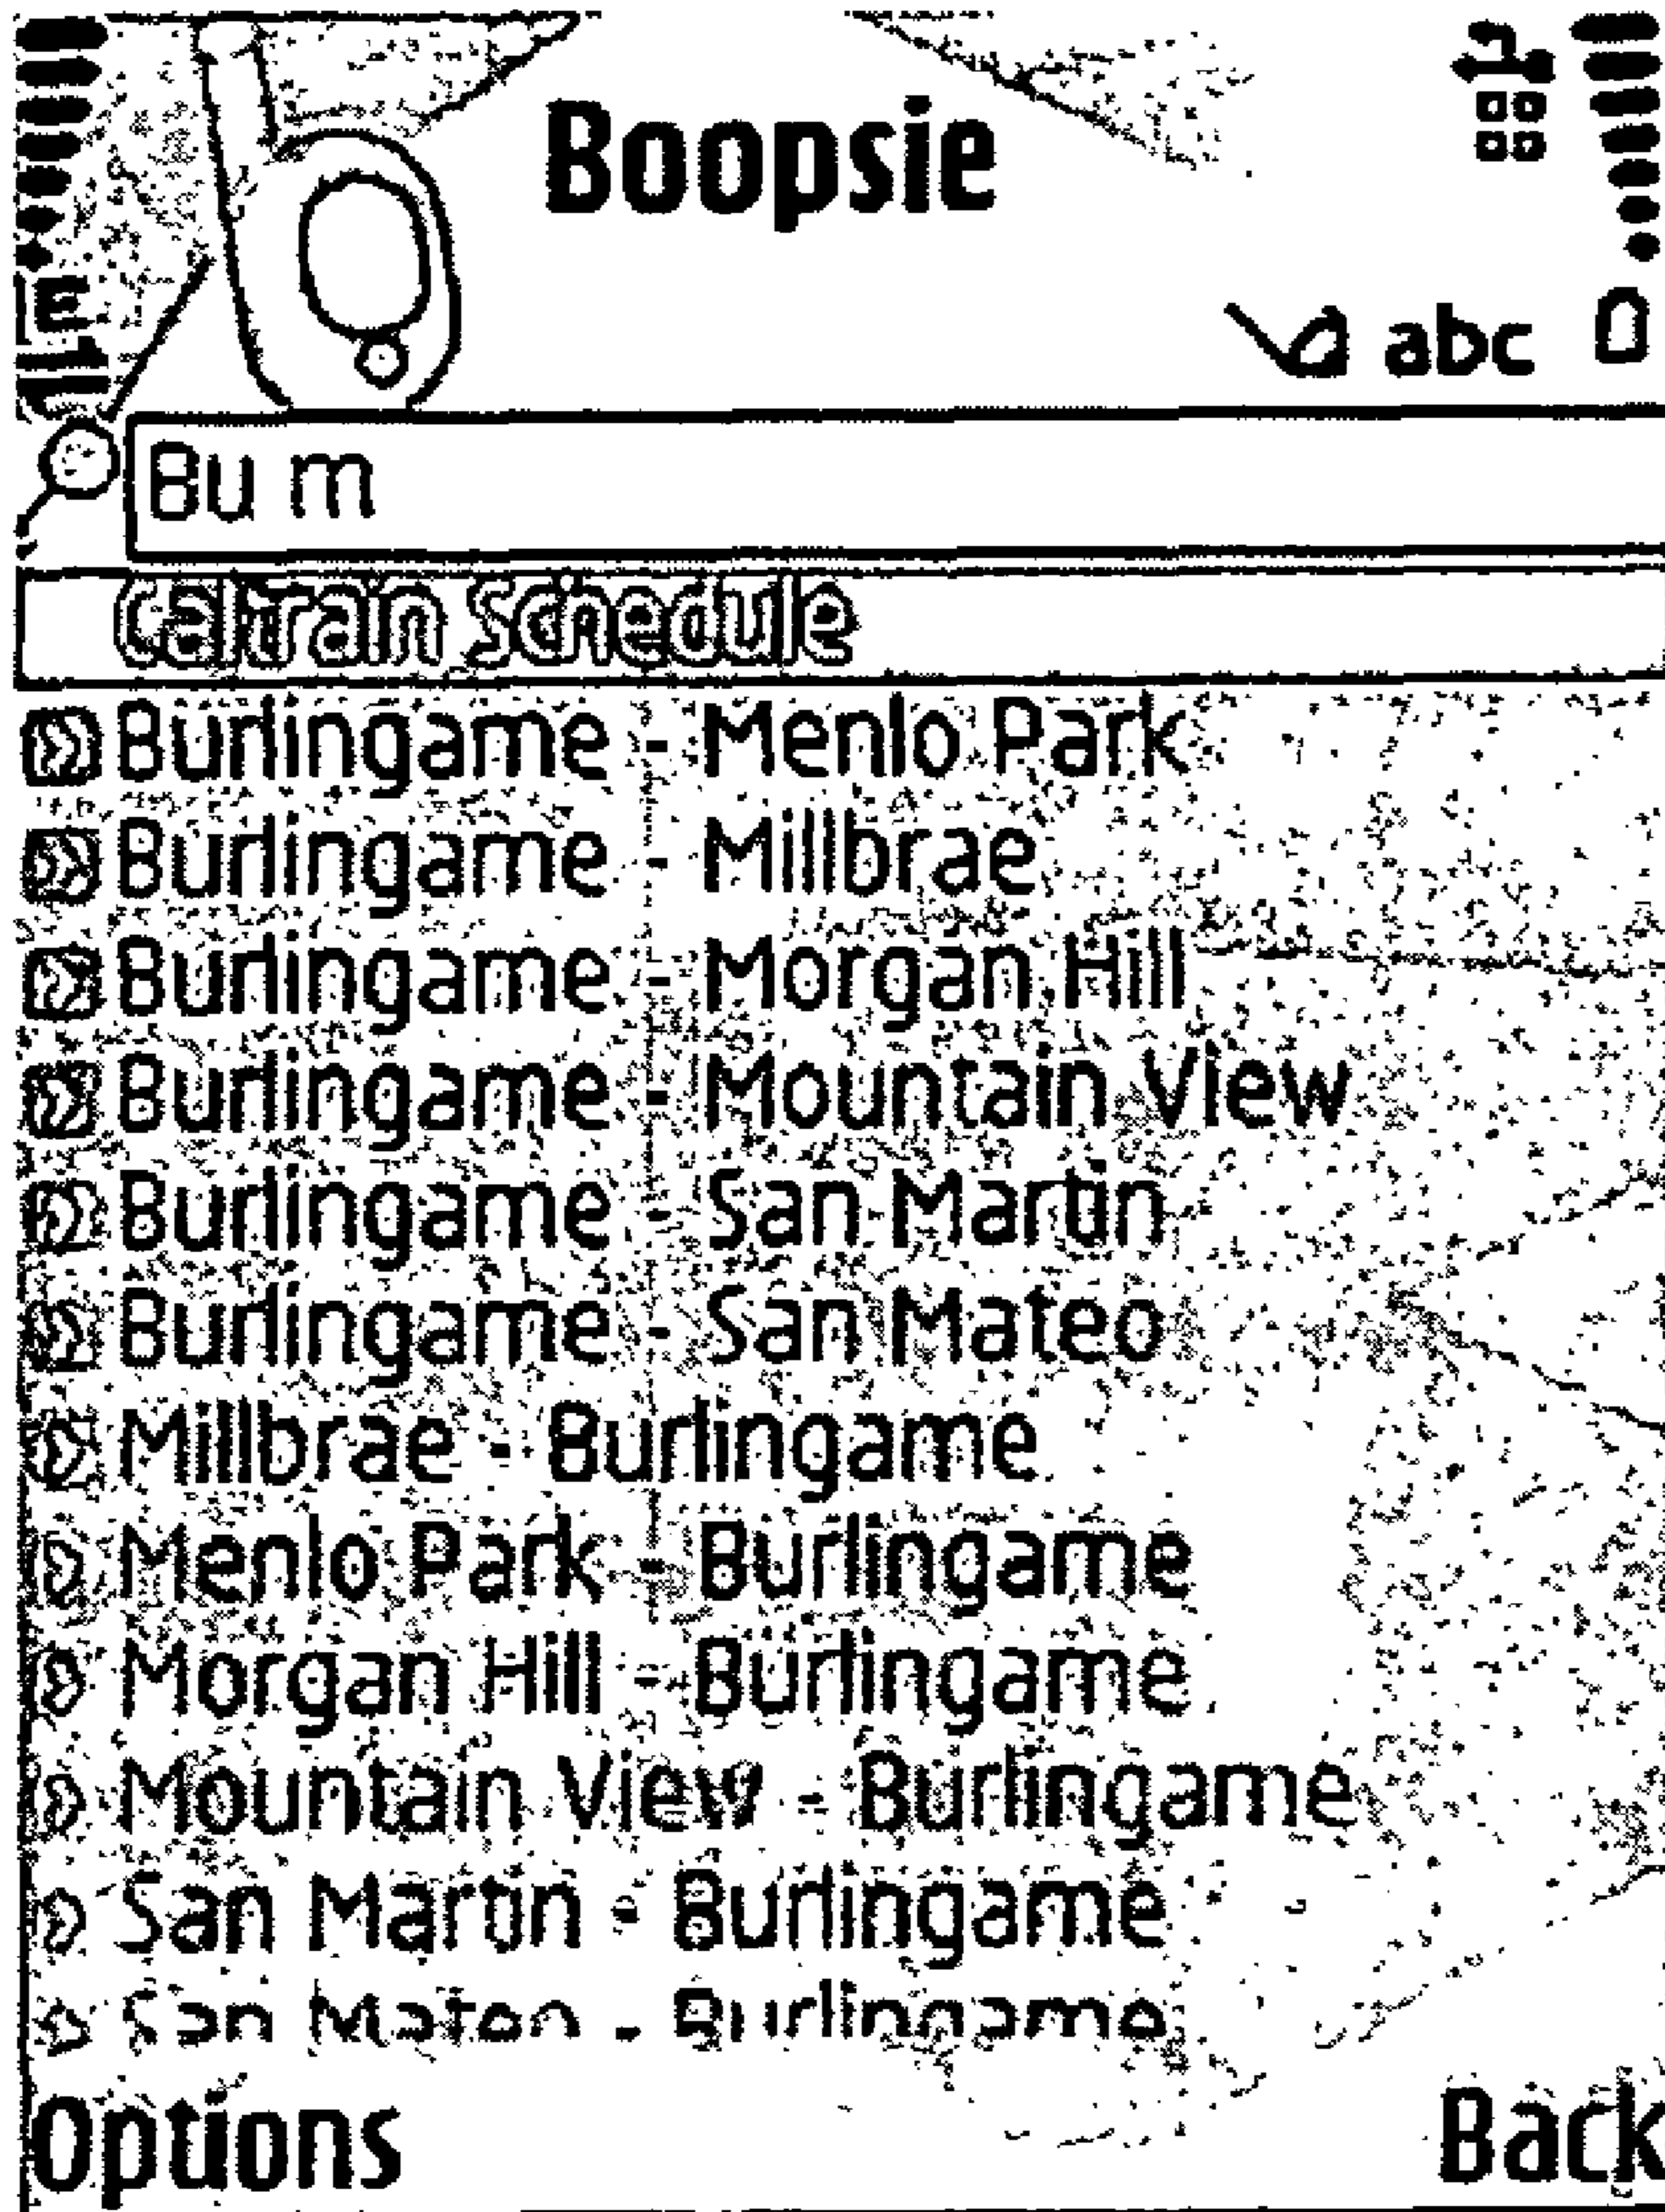 Boopsie
abc
Bu m
Caltrain Schedule
Burlingame - Menlo Park
Burlingame - Millbrae
Burlingame - Morgan Hill
Burlingame - Mountain View
Burlingame - San Martin
Burlingame - San Mateo
Millbrae - Burlingame
Menlo Park - Burlingame
Morgan Hill - Burlingame
Mountain View - Burlingame
San Martin - Burlingame
San Mateo - Burlingame
Options Back